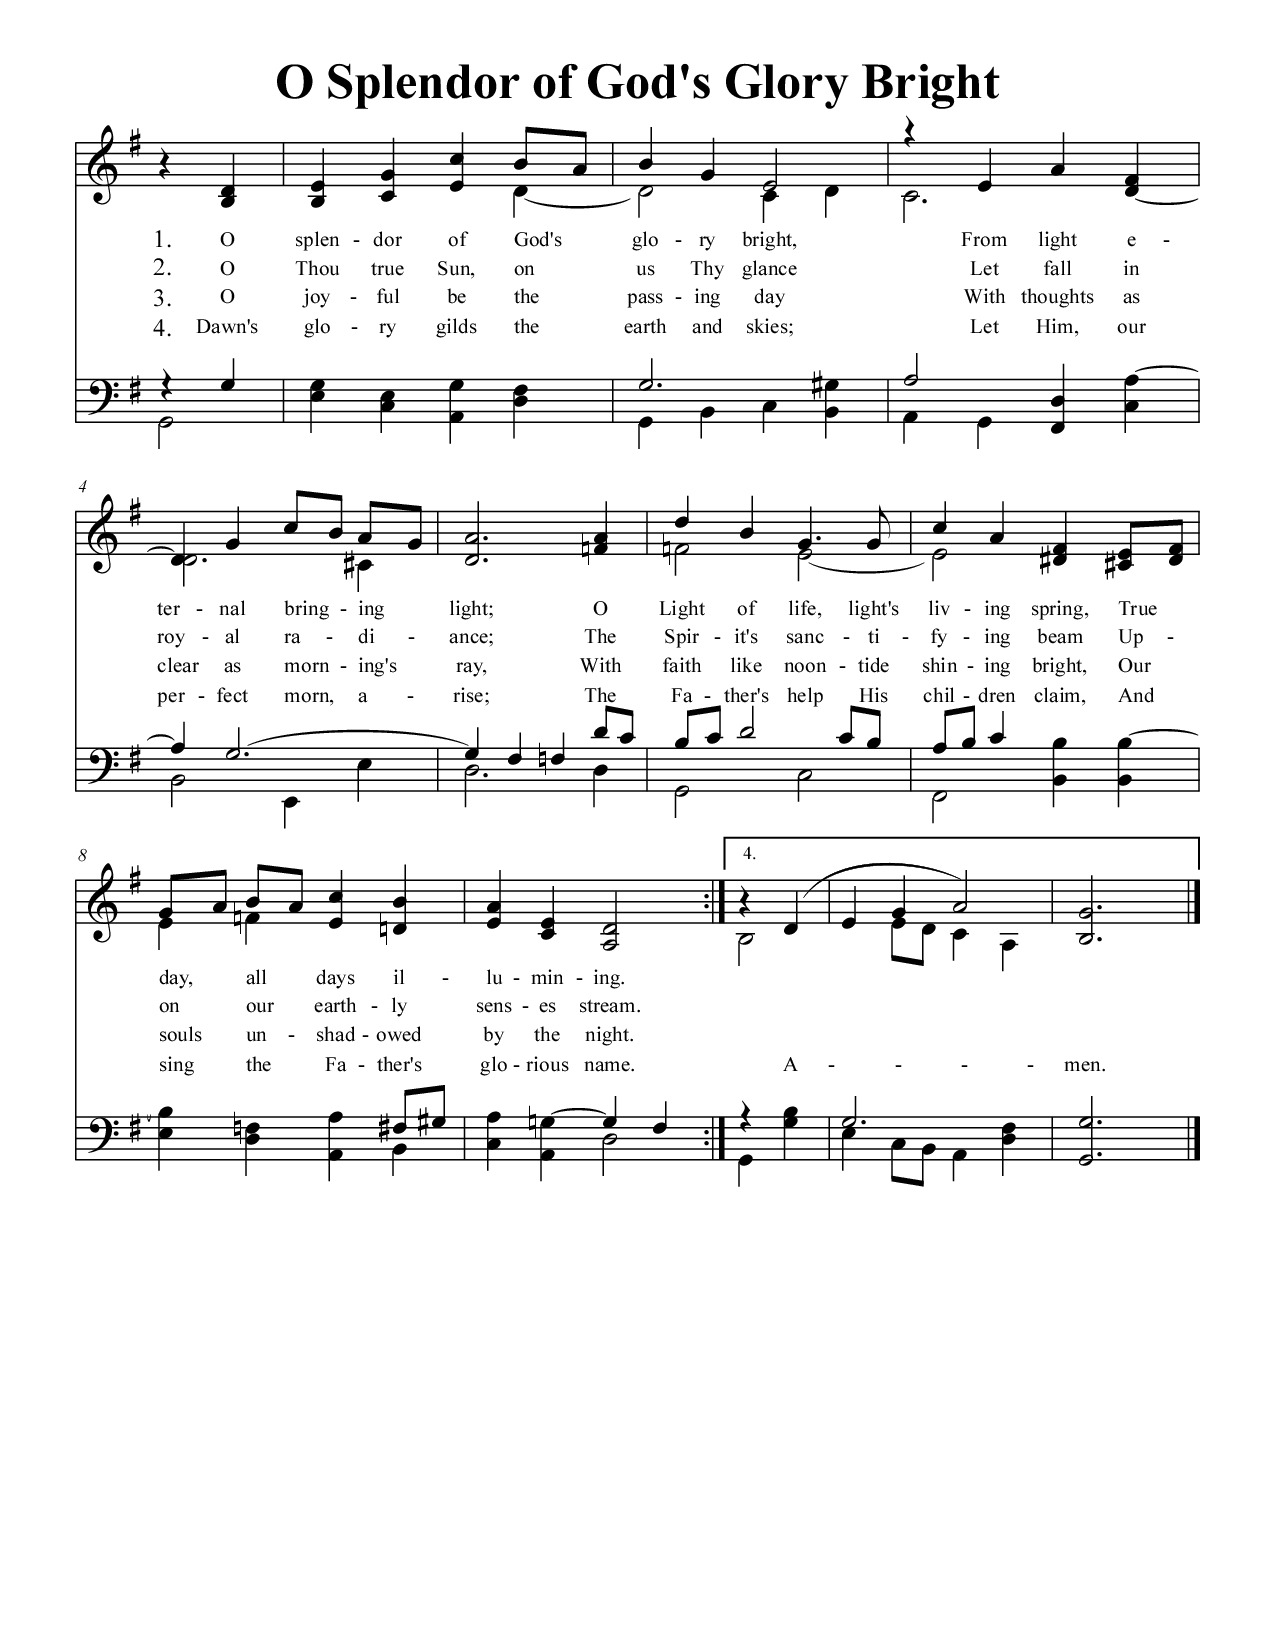 O Splendor of God's Glory Bright
1. O splen - dor of God's glo - ry bright, From light e -
2. O Thou true Sun, on us Thy glance Let fall in
3. O joy - ful be the pass - ing day With thoughts as
4. Dawn's glo - ry gilds the earth and skies; Let Him, our
4
ter - nal bring - ing light; O Light of life, light's liv - ing spring, True
roy - al ra - di - ance; The Spir - it's sanc - ti - fy - ing beam Up -
clear as morn - ing's ray, With faith like noon - tide shin - ing bright, Our
per - fect morn, a - rise; The Fa - ther's help His chil - dren claim, And
8
4.
day, all days il - lu - min - ing.
on our earth - ly sens - es stream.
souls un - shad - owed by the night.
sing the Fa - ther's glo - rious name. A - - - - men.